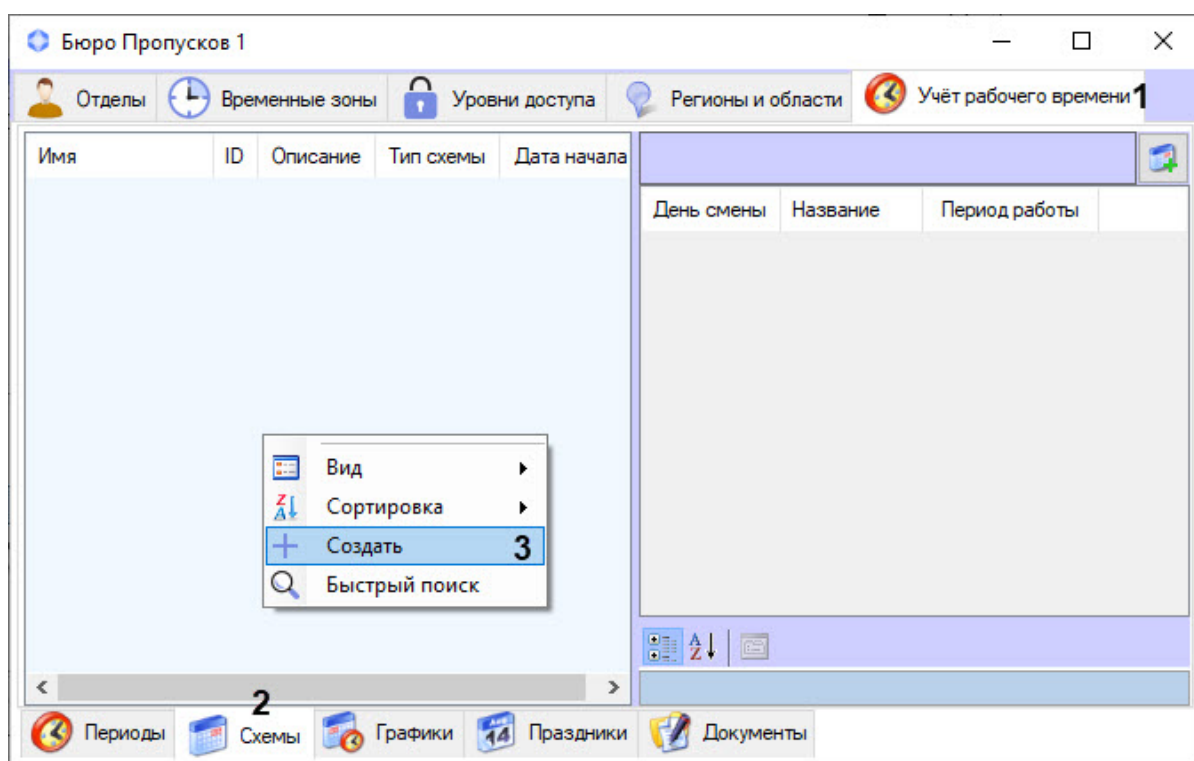 Бюро Пропусков 1
Отделы Временные зоны Уровни доступа Регионы и области Учёт рабочего времени 1
Имя ID Описание Тип схемы Дата начала
День смены Название Период работы
Вид
Сортировка
Создать 3
Быстрый поиск
2
Периоды Схемы Графики Праздники Документы